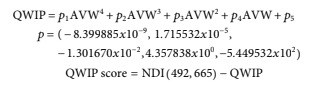 QWIP = p₁AVW⁴ + p₂AVW³ + p₃AVW² + p₄AVW + p₅
p = (−8.399885x10⁻⁹, 1.715532x10⁻⁵,
−1.301670x10⁻², 4.357838x10⁰, −5.449532x10²)
QWIP score = NDI(492, 665) − QWIP